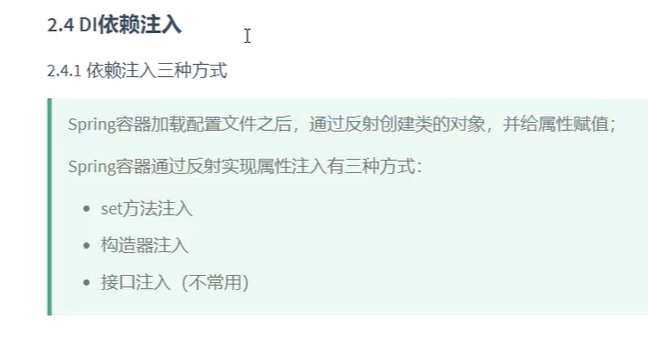 2.4 DI依赖注入
2.4.1 依赖注入三种方式
Spring容器加载配置文件之后，通过反射创建类的对象，并给属性赋值；
Spring容器通过反射实现属性注入有三种方式：
• set方法注入
• 构造器注入
• 接口注入（不常用）